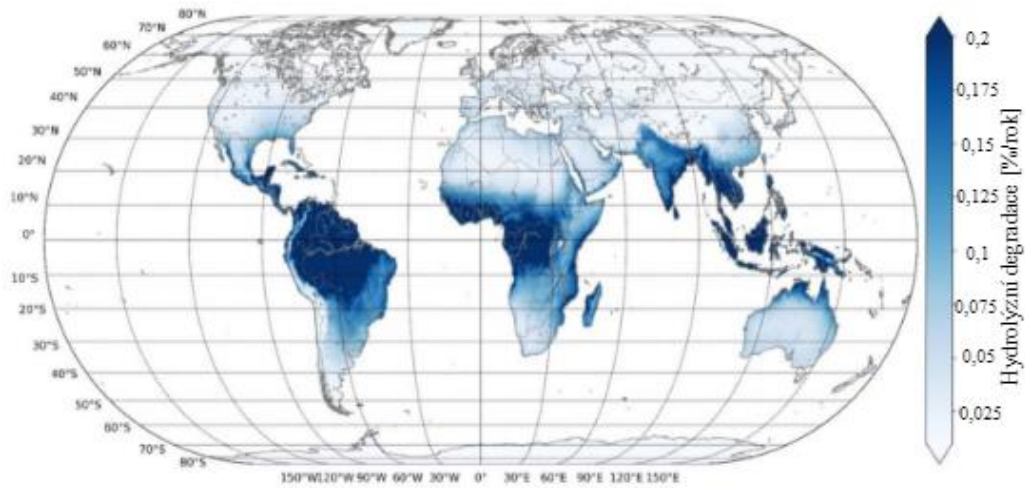 80°N
70°N
60°N
50°N
40°N
30°N
20°N
10°N
0°
10°S
20°S
30°S
40°S
50°S
60°S
70°S
80°S
150°W120°W 90°W 60°W 30°W 0° 30°E 60°E 90°E 120°E 150°E
0,2
0,175
0,15
0,125
0,1
0,075
0,05
0,025
Hydrolýzní degradace [%/rok]